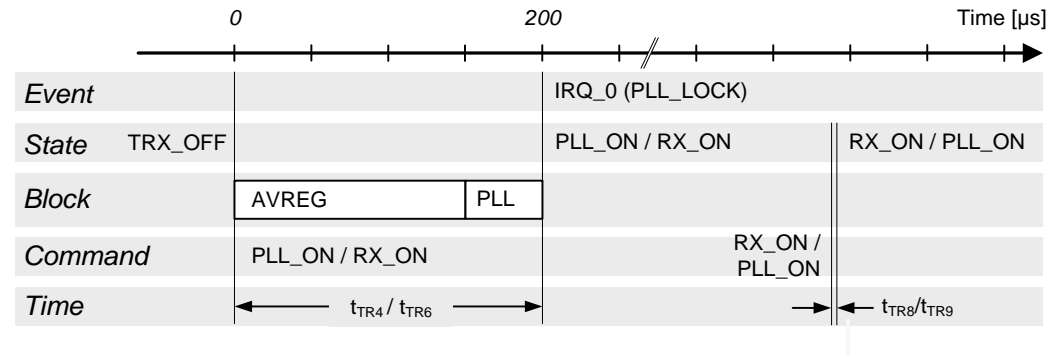 0 200 Time [µs]
Event IRQ_0 (PLL_LOCK)
State TRX_OFF PLL_ON / RX_ON RX_ON / PLL_ON
Block AVREG PLL
Command PLL_ON / RX_ON RX_ON /
PLL_ON
Time tTR4 / tTR6 tTR8/tTR9